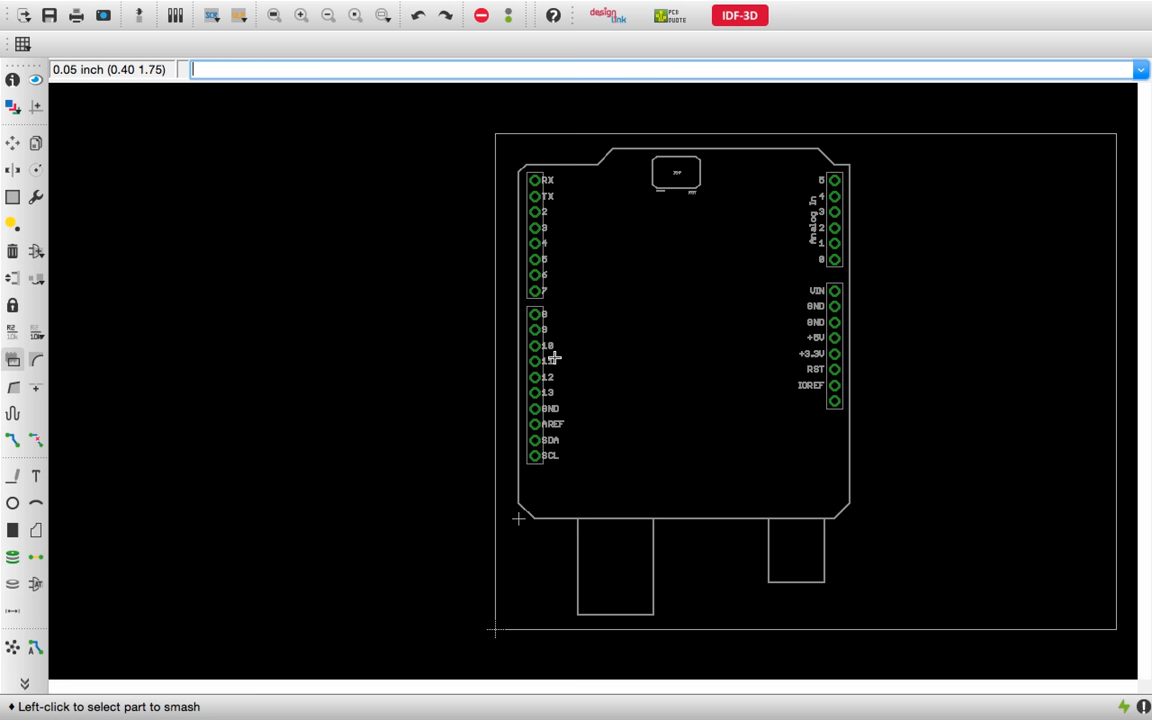 design link
PCB QUOTE
IDF-3D
0.05 inch (0.40 1.75)
RX
TX
2
3
4
5
6
7
8
9
10
11
12
13
GND
AREF
SDA
SCL
5
4
3
2
1
0
Analog In
VIN
GND
GND
+5V
+3.3V
RST
IOREF
Left-click to select part to smash